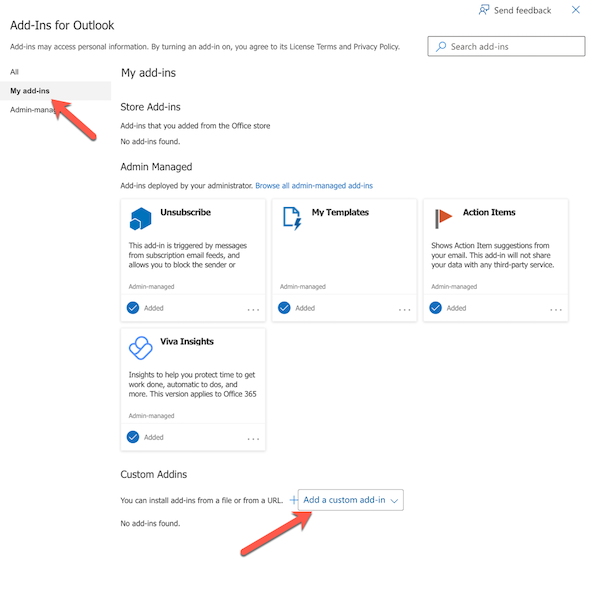 Send feedback
Add-Ins for Outlook
Add-ins may access personal information. By turning an add-in on, you agree to its License Terms and Privacy Policy.
Search add-ins
All
My add-ins
Admin-mana
My add-ins
Store Add-ins
Add-ins that you added from the Office store
No add-ins found.
Admin Managed
Add-ins deployed by your administrator. Browse all admin-managed add-ins
Unsubscribe
This add-in is triggered by messages
from subscription email feeds, and
allows you to block the sender or
Admin-managed
Added
...
My Templates
Admin-managed
Added
...
Action Items
Shows Action Item suggestions from
your email. This add-in will not share
your data with any third-party service.
Admin-managed
Added
...
Viva Insights
Insights to help you protect time to get
work done, automatic to dos, and
more. This version applies to Office 365
Admin-managed
Added
...
Custom Addins
You can install add-ins from a file or from a URL. + Add a custom add-in
No add-ins found.